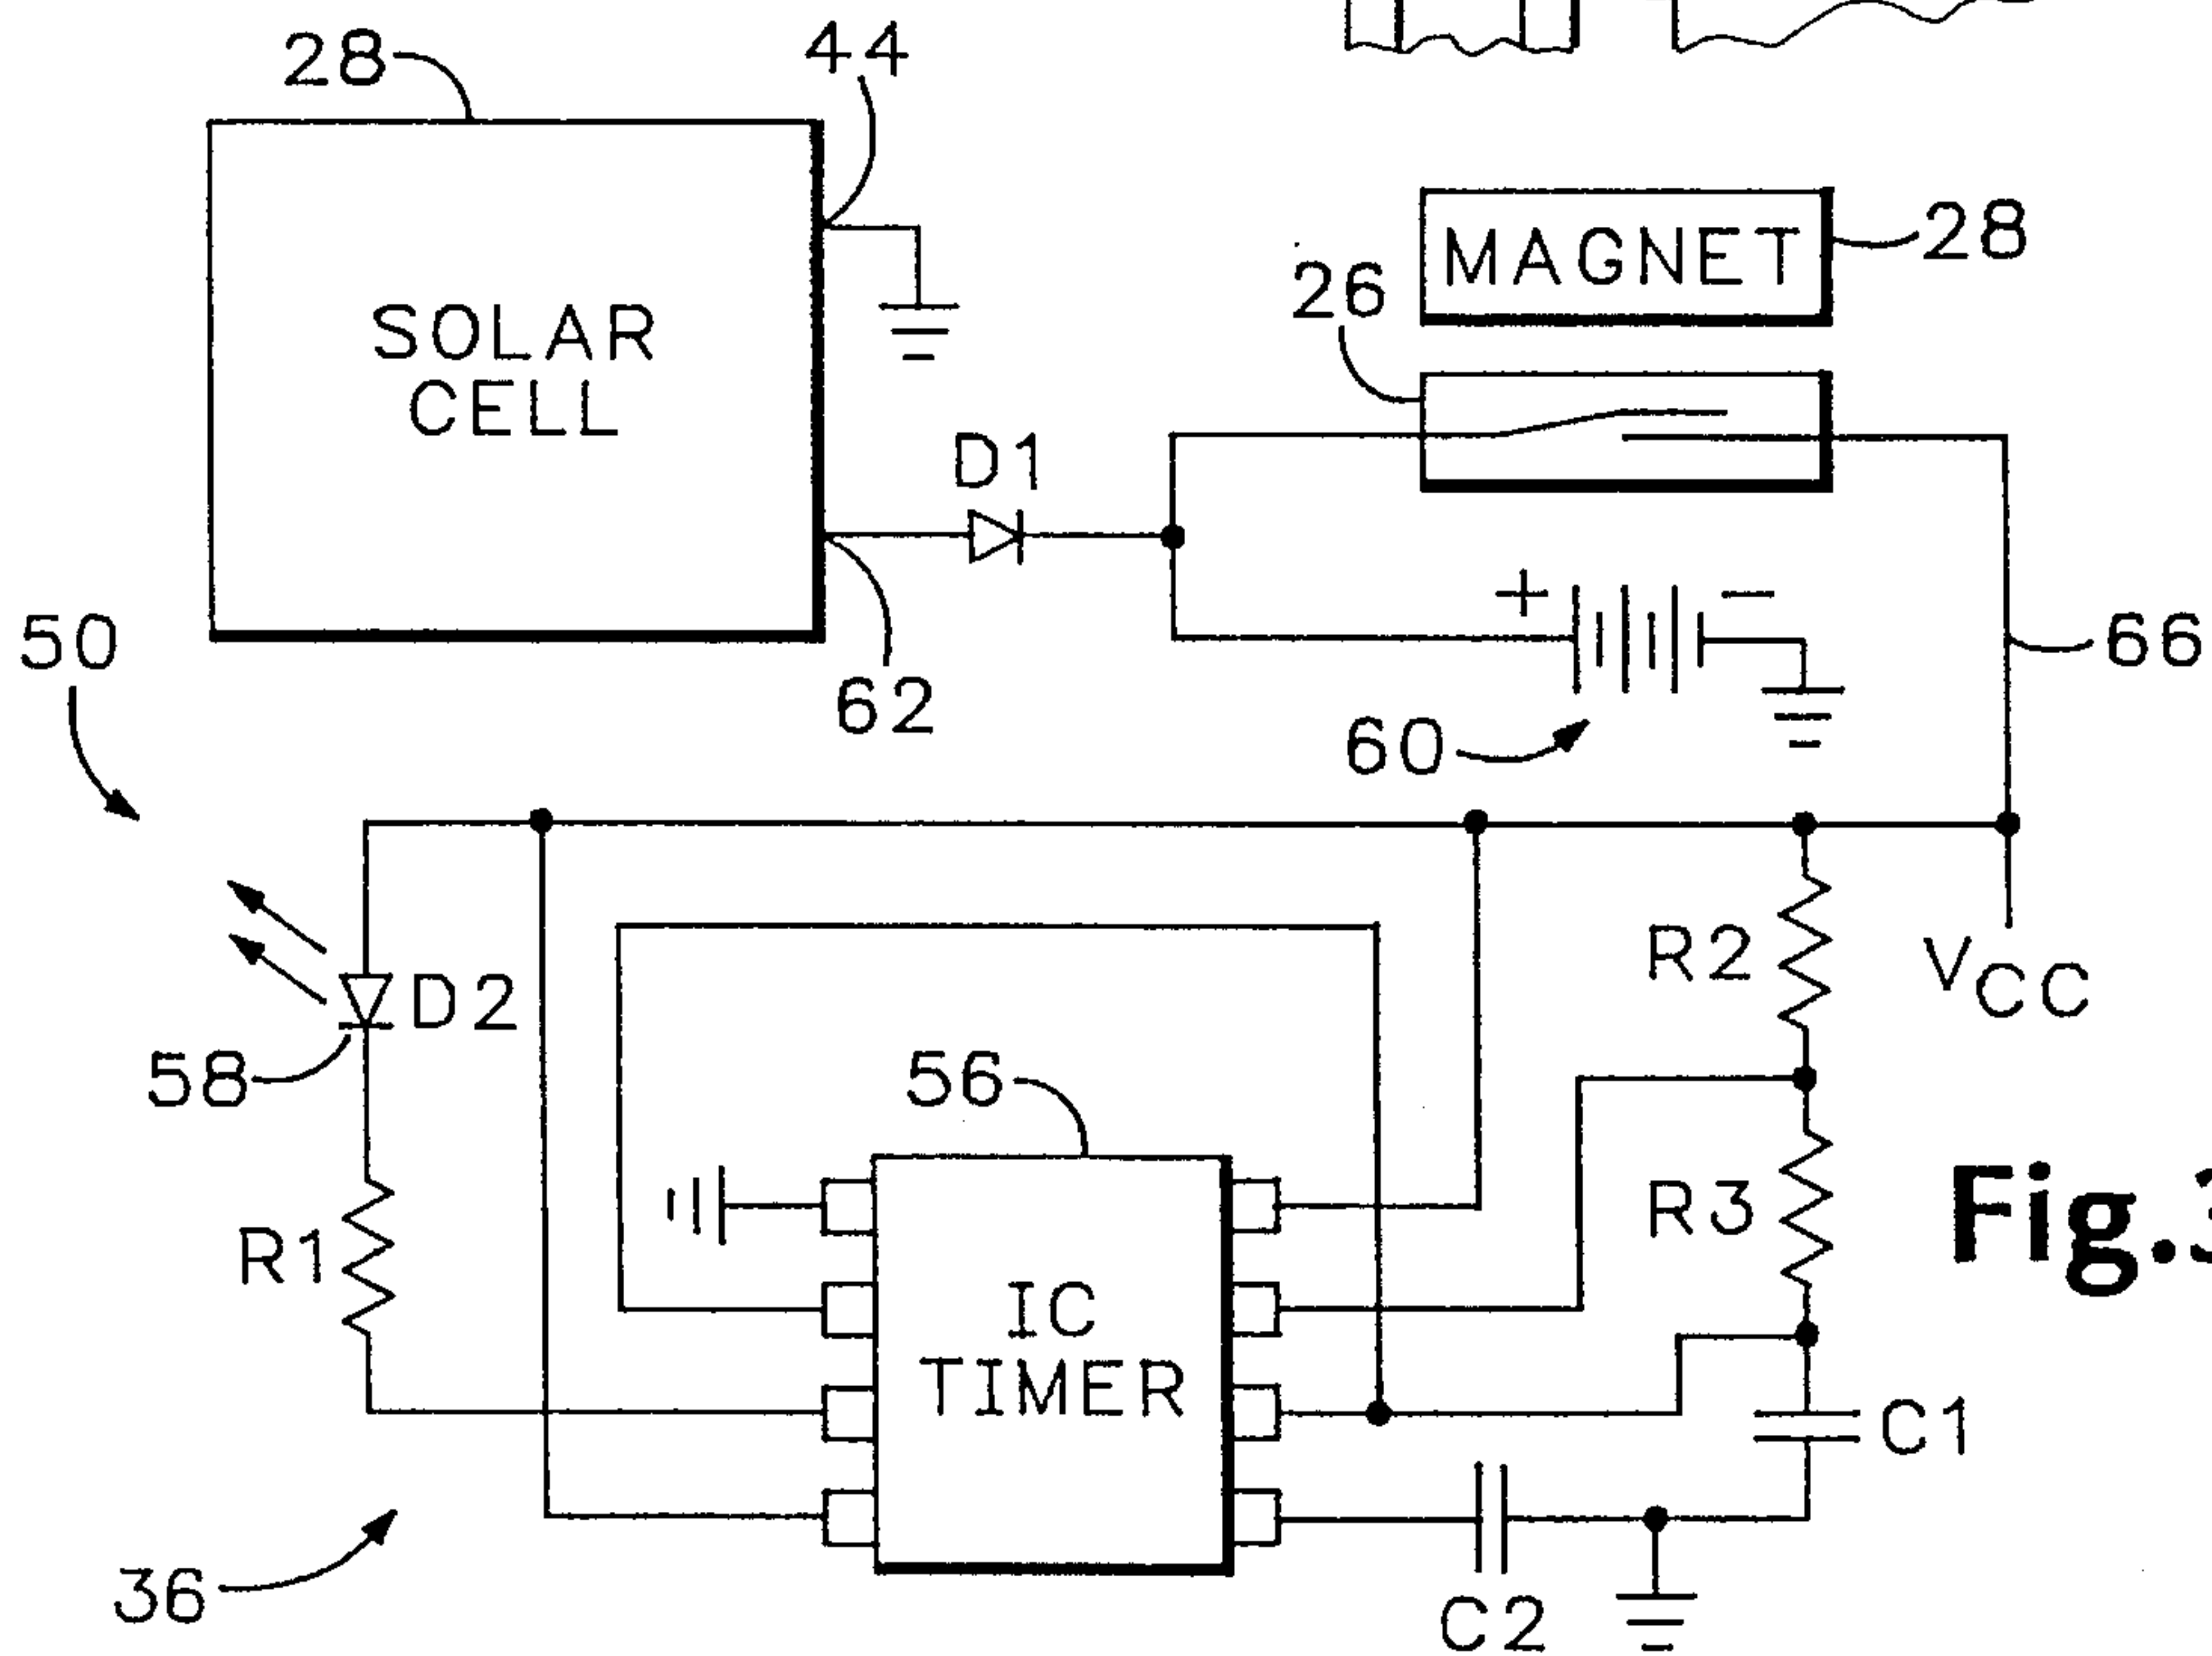 28
44
SOLAR
CELL
MAGNET
28
26
D1
+
−
50
62
60
66
D2
58
R2
VCC
56
R1
IC
TIMER
R3
Fig.
C1
36
C2